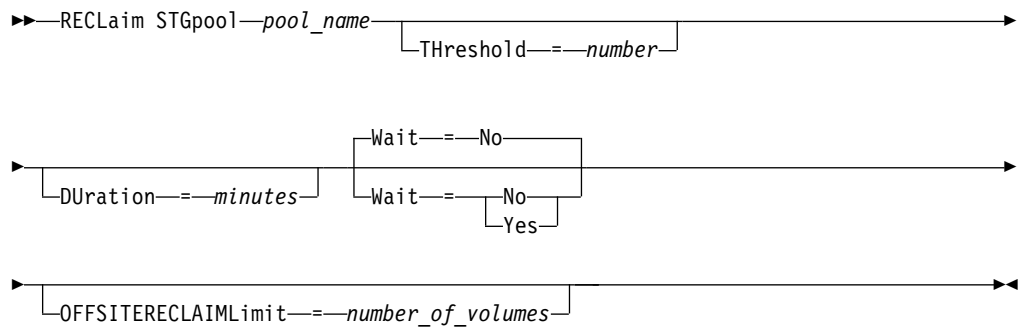 RECLaim STGpool pool_name
THreshold = number
Wait = No
DUration = minutes Wait = No
Yes
OFFSITERECLAIMLimit = number_of_volumes